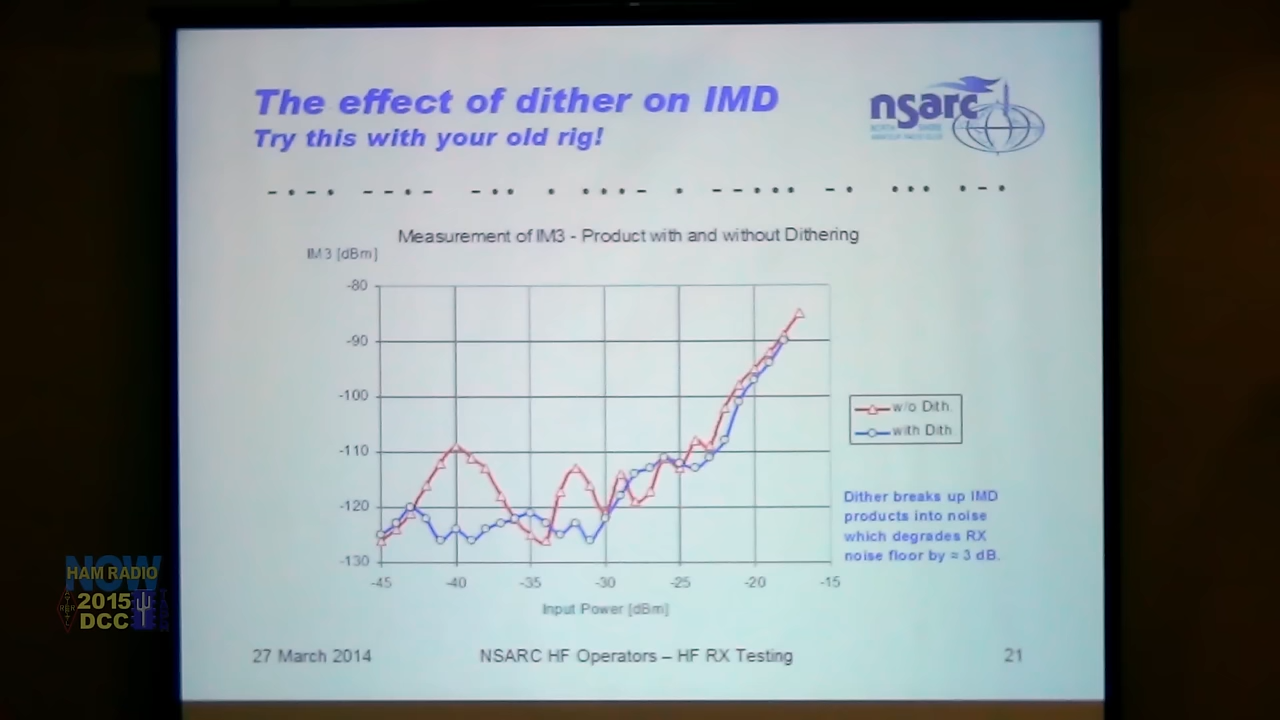 The effect of dither on IMD
Try this with your old rig!
nsarc
NORTH SHORE
Measurement of IM3 - Product with and without Dithering
IM3 [dBm]
-80
-90
-100
-110
-120
-130
-45 -40 -35 -30 -25 -20 -15
Input Power [dBm]
w/o Dith.
with Dith
Dither breaks up IMD
products into noise
which degrades RX
noise floor by ≈ 3 dB.
27 March 2014
NSARC HF Operators – HF RX Testing
21
NOW
HAM RADIO
2015
DCC